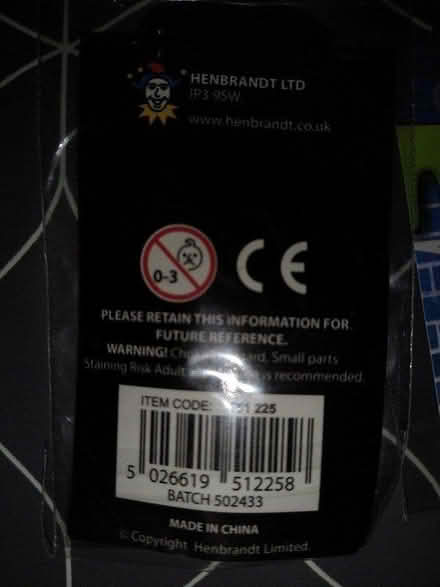 HENBRANDT LTD
IP3 9SW
www.henbrandt.co.uk
0-3
CE
PLEASE RETAIN THIS INFORMATION FOR
FUTURE REFERENCE.
WARNING! Small parts
Staining Risk Adult is recommended.
ITEM CODE: 225
5 026619 512258
BATCH 502433
MADE IN CHINA
© Copyright Henbrandt Limited.